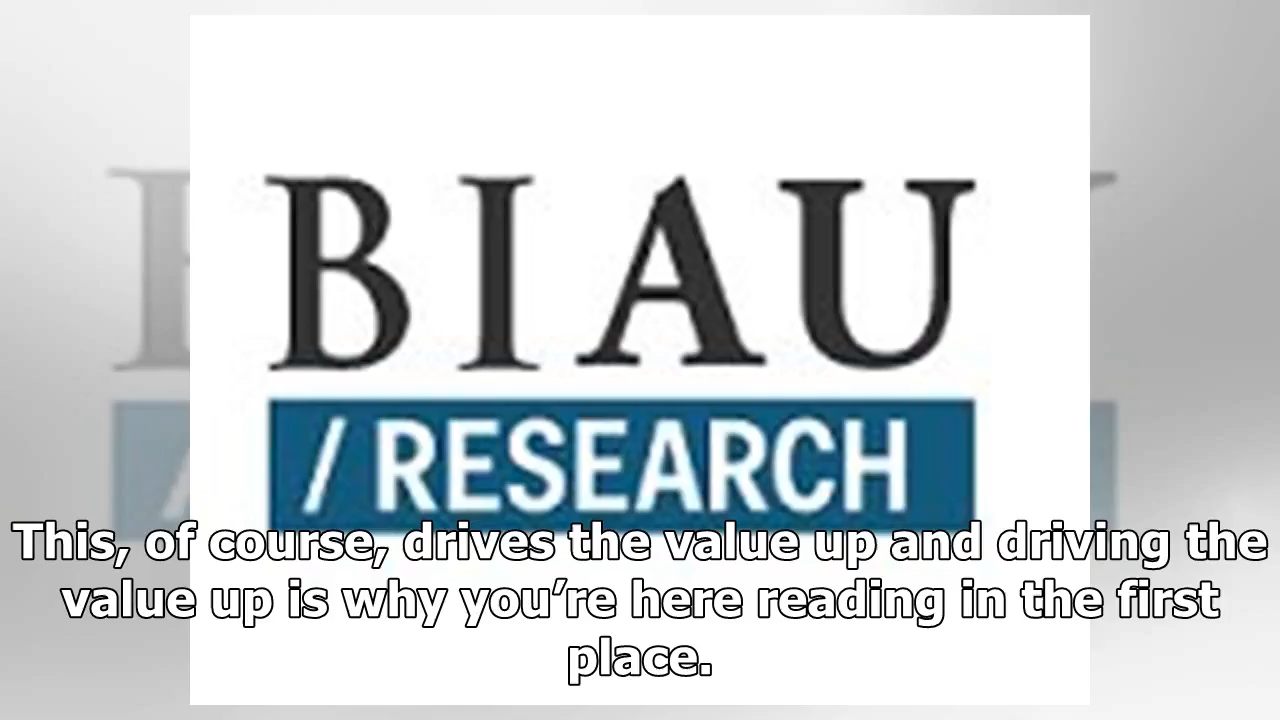 BIAU
/ RESEARCH
This, of course, drives the value up and driving the
value up is why you’re here reading in the first
place.